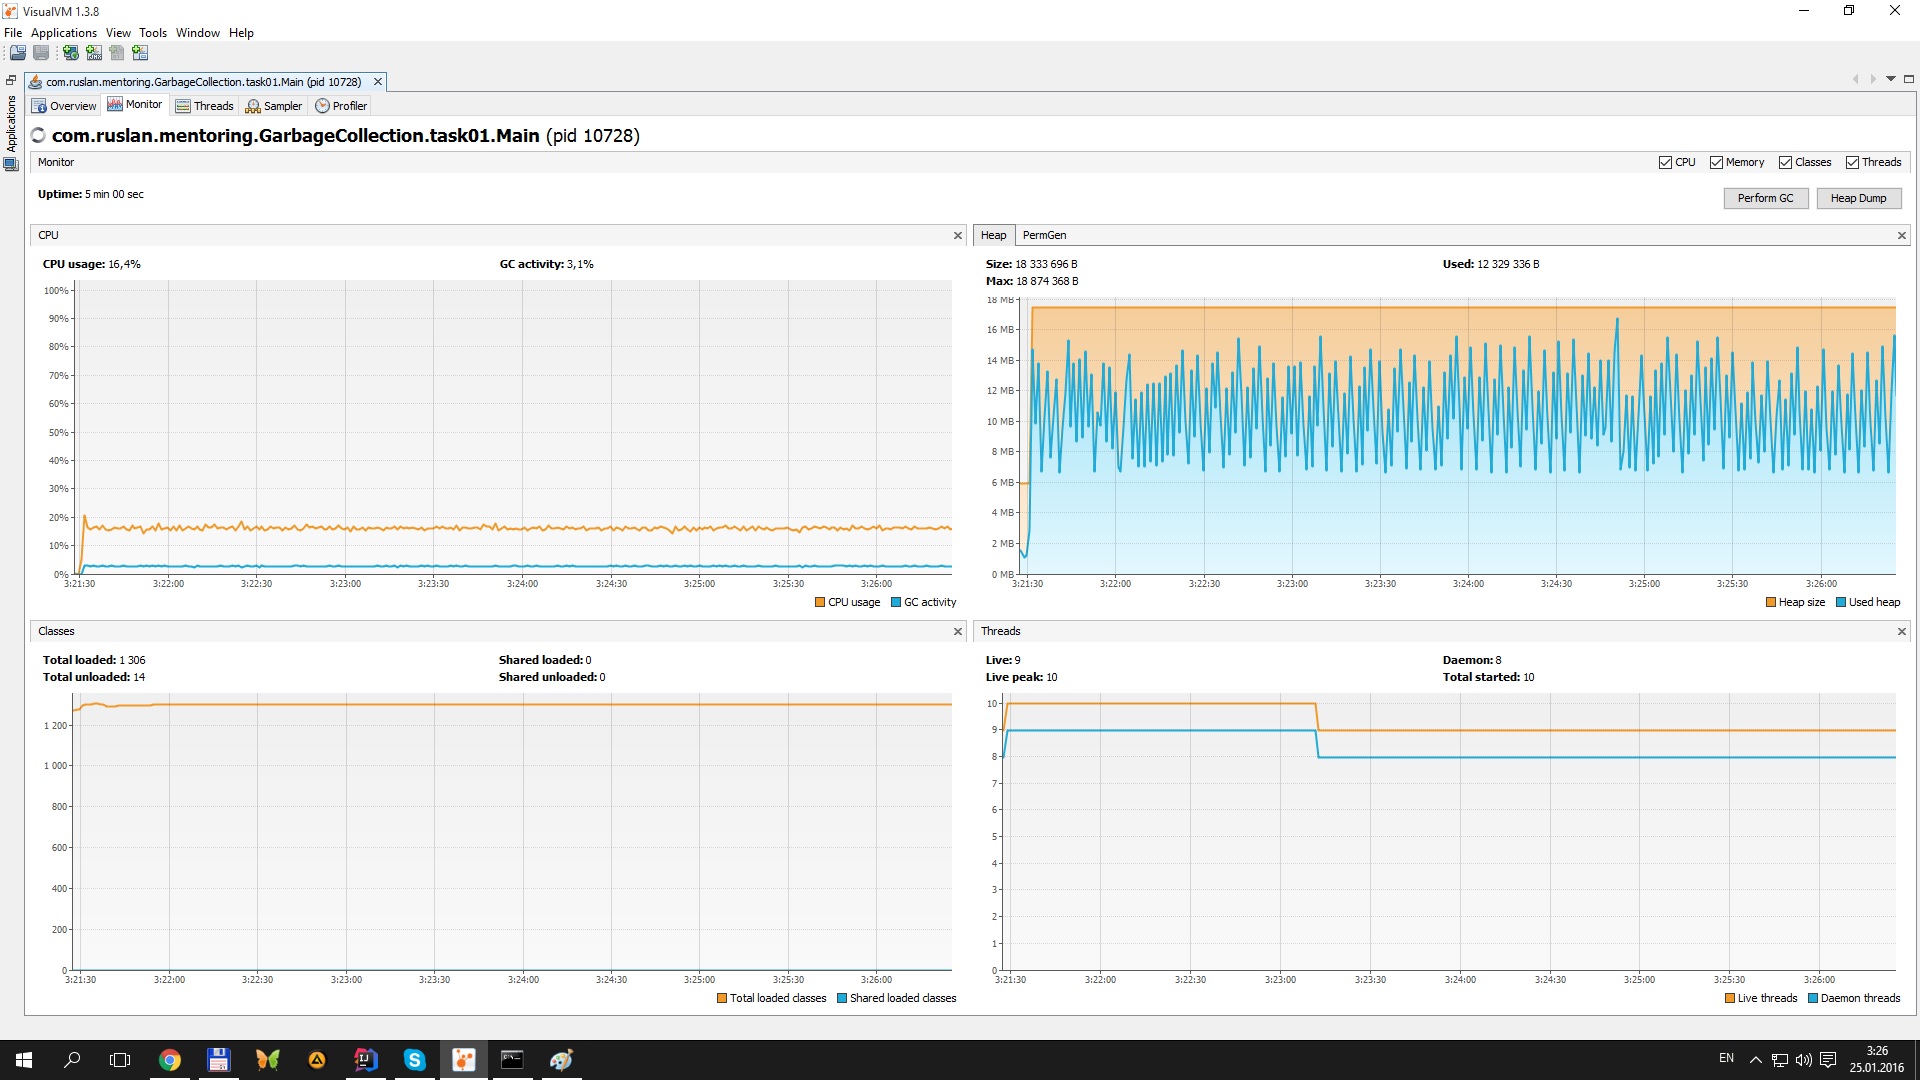 VisualVM 1.3.8
File Applications View Tools Window Help
com.ruslan.mentoring.GarbageCollection.task01.Main (pid 10728)
Applications
Overview Monitor Threads Sampler Profiler
com.ruslan.mentoring.GarbageCollection.task01.Main (pid 10728)
Monitor CPU Memory Classes Threads
Uptime: 5 min 00 sec
Perform GC Heap Dump
CPU
CPU usage: 16,4% GC activity: 3,1%
100%
90%
80%
70%
60%
50%
40%
30%
20%
10%
0%
3:21:30 3:22:00 3:22:30 3:23:00 3:23:30 3:24:00 3:24:30 3:25:00 3:25:30 3:26:00
CPU usage GC activity
Heap PermGen
Size: 18 333 696 B Used: 12 329 336 B
Max: 18 874 368 B
18 MB
16 MB
14 MB
12 MB
10 MB
8 MB
6 MB
4 MB
2 MB
0 MB
3:21:30 3:22:00 3:22:30 3:23:00 3:23:30 3:24:00 3:24:30 3:25:00 3:25:30 3:26:00
Heap size Used heap
Classes
Total loaded: 1 306 Shared loaded: 0
Total unloaded: 14 Shared unloaded: 0
1 200
1 000
800
600
400
200
0
3:21:30 3:22:00 3:22:30 3:23:00 3:23:30 3:24:00 3:24:30 3:25:00 3:25:30 3:26:00
Total loaded classes Shared loaded classes
Threads
Live: 9 Daemon: 8
Live peak: 10 Total started: 10
10
9
8
7
6
5
4
3
2
1
0
3:21:30 3:22:00 3:22:30 3:23:00 3:23:30 3:24:00 3:24:30 3:25:00 3:25:30 3:26:00
Live threads Daemon threads
EN
3:26
25.01.2016